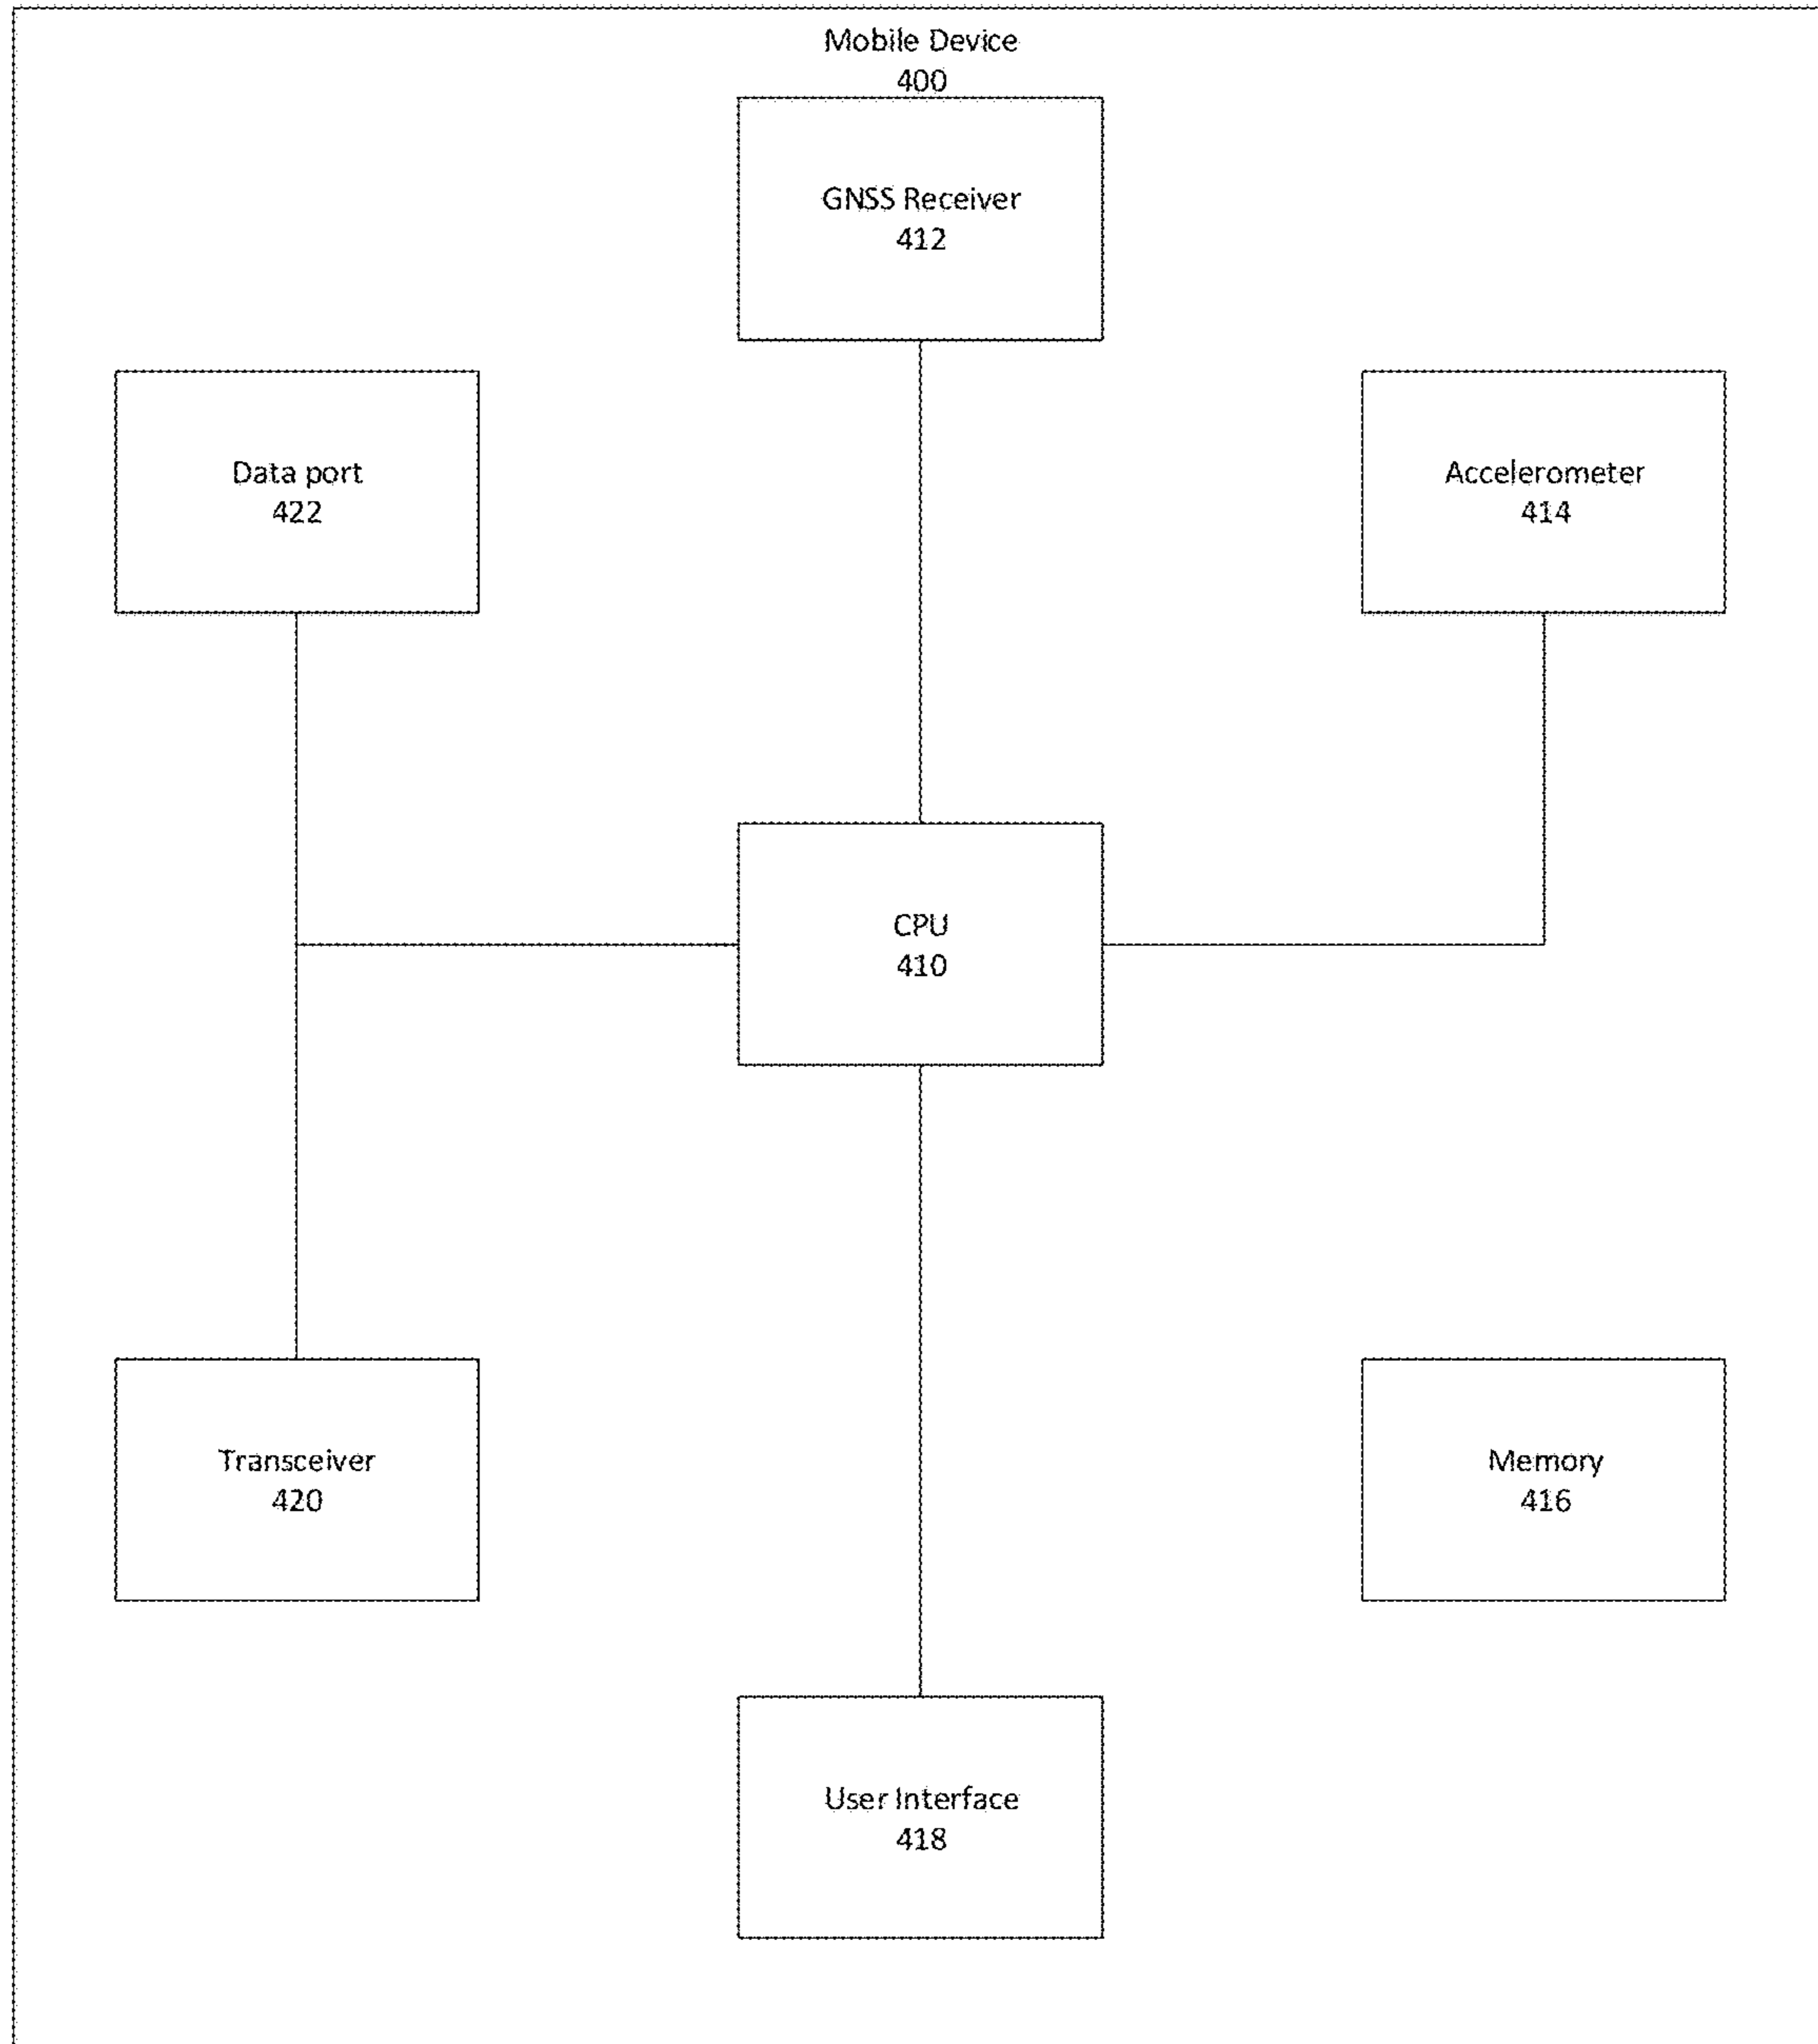 Mobile Device
400
GNSS Receiver
412
Data port
422
Accelerometer
414
CPU
410
Transceiver
420
Memory
416
User Interface
418